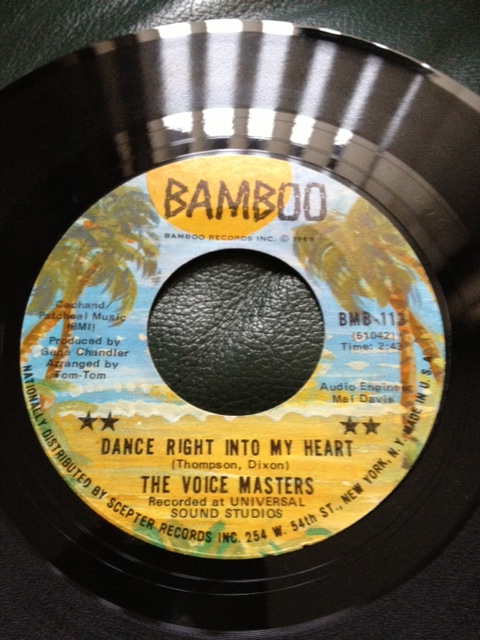 BAMBOO
BAMBOO RECORDS INC. © 1969
Cachand/
Patcheal Music
(BMI)
Produced by
Gene Chandler
Arranged by
Tom-Tom
BMB-113
(51042)
Time: 2:43
Audio Engineer
Mal Davis
★★ ★★
DANCE RIGHT INTO MY HEART
(Thompson, Dixon)
THE VOICE MASTERS
Recorded at UNIVERSAL
SOUND STUDIOS
NATIONALLY DISTRIBUTED BY SCEPTER RECORDS INC. 254 W. 54th ST., NEW YORK, N.Y. MADE IN U.S.A.